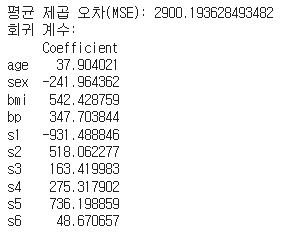 평균 제곱 오차(MSE): 2900.193628493482
회귀 계수:
Coefficient
age 37.904021
sex -241.964362
bmi 542.428759
bp 347.703844
s1 -931.488846
s2 518.062277
s3 163.419983
s4 275.317902
s5 736.198859
s6 48.670657